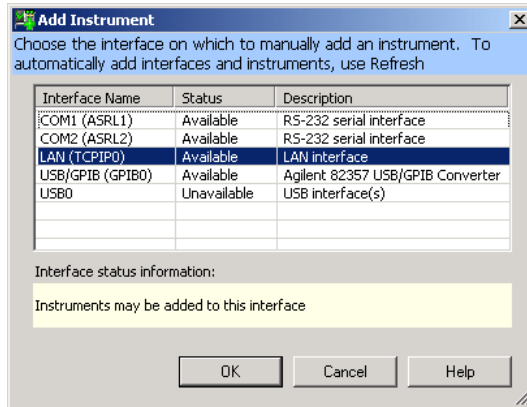 Add Instrument
Choose the interface on which to manually add an instrument. To
automatically add interfaces and instruments, use Refresh
Interface Name Status Description
COM1 (ASRL1) Available RS-232 serial interface
COM2 (ASRL2) Available RS-232 serial interface
LAN (TCPIP0) Available LAN interface
USB/GPIB (GPIB0) Available Agilent 82357 USB/GPIB Converter
USB0 Unavailable USB interface(s)
Interface status information:
Instruments may be added to this interface
OK Cancel Help